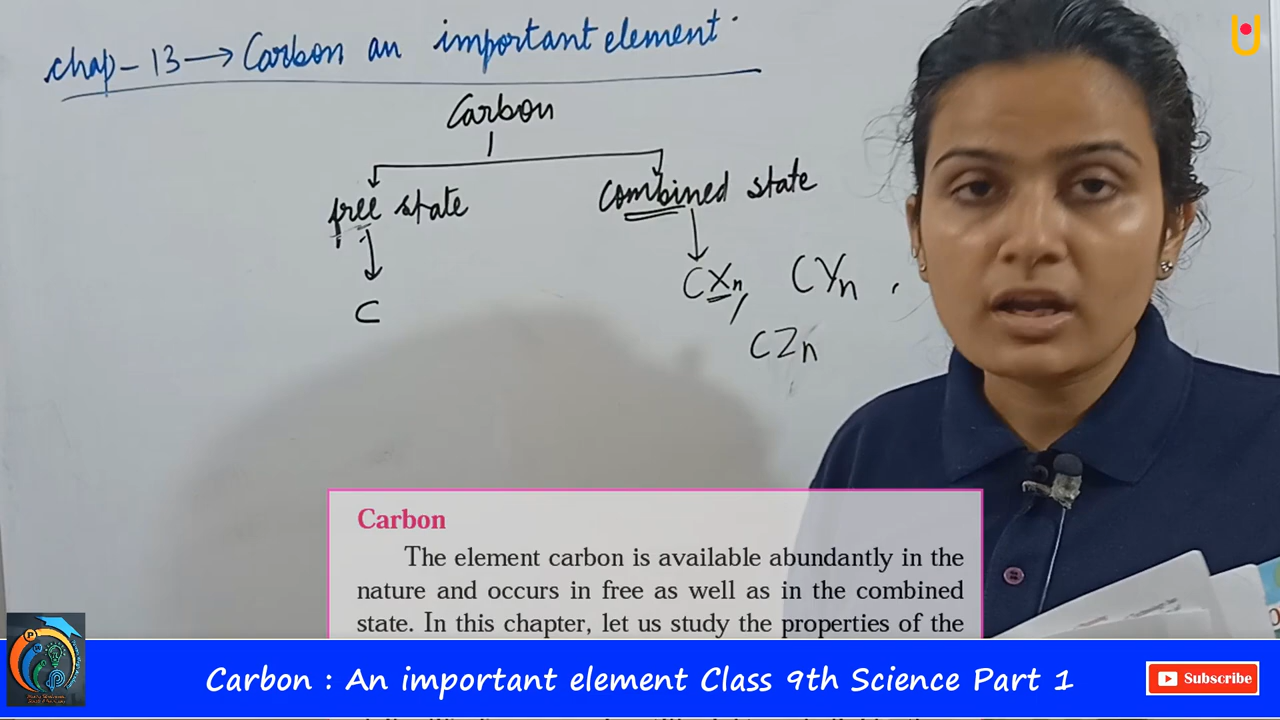 chap-13→Carbon an important element.
Carbon
free state
combined state
C
CXn, CYn,
CZn
Carbon
The element carbon is available abundantly in the
nature and occurs in free as well as in the combined
state. In this chapter, let us study the properties of the
Carbon : An important element Class 9th Science Part 1
Subscribe